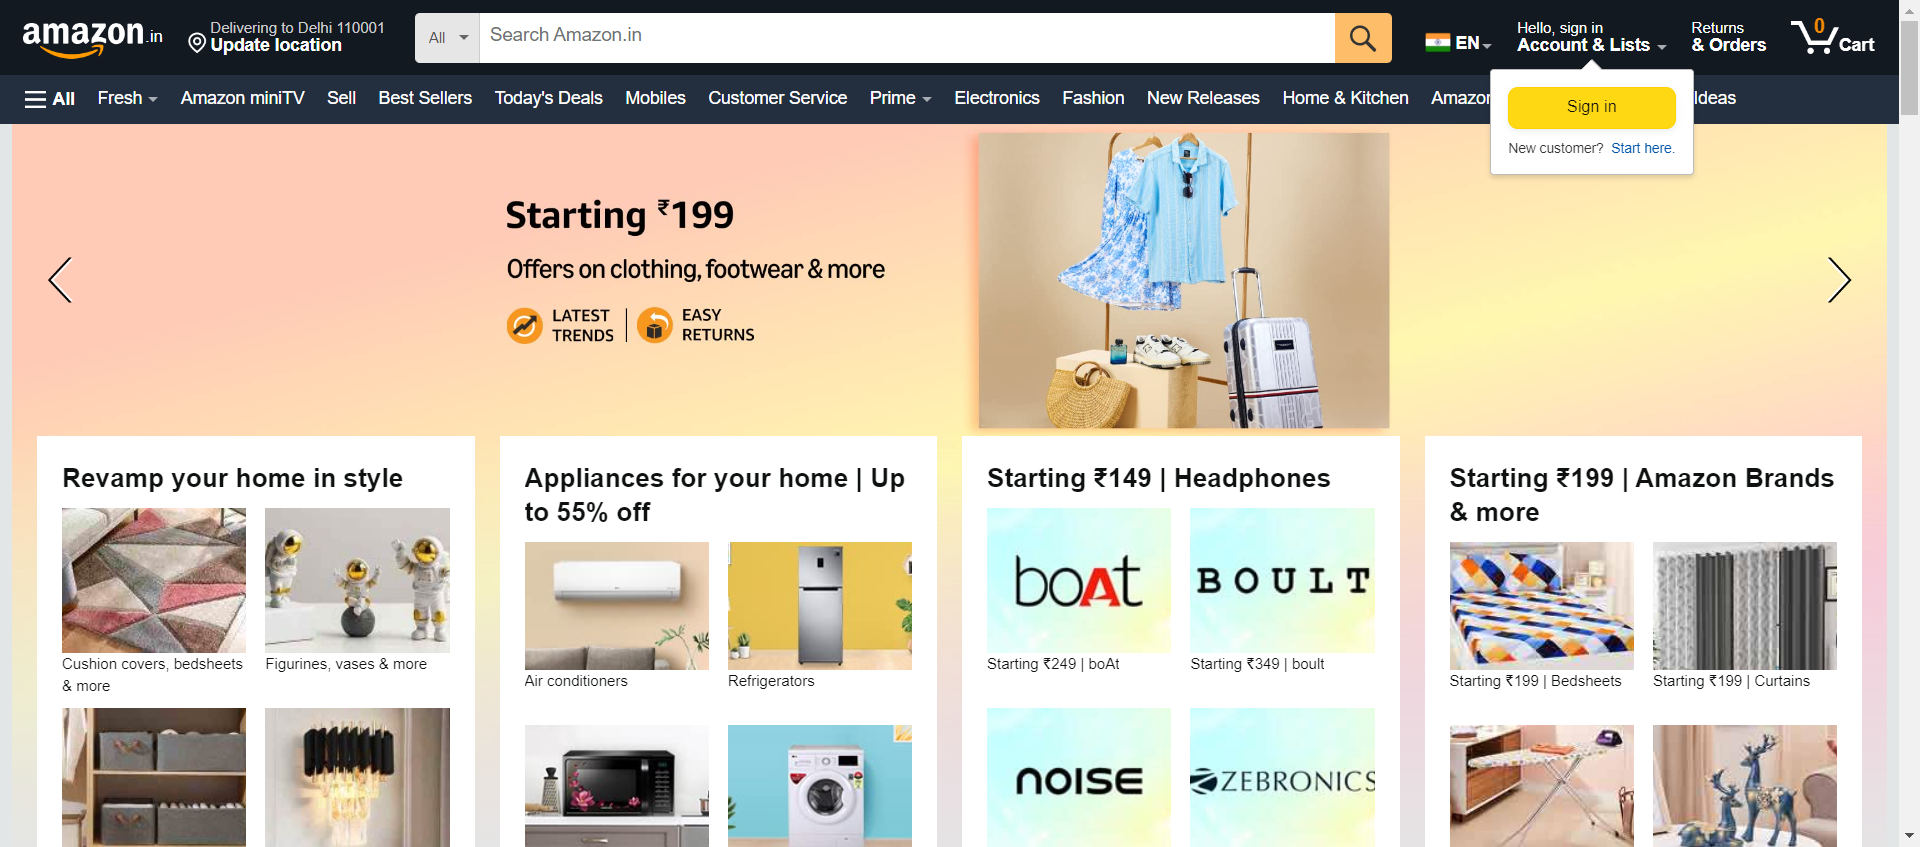 amazon.in
Delivering to Delhi 110001
Update location
All
Search Amazon.in
EN
Hello, sign in
Account & Lists
Returns
& Orders
0
Cart
All
Fresh
Amazon miniTV
Sell
Best Sellers
Today's Deals
Mobiles
Customer Service
Prime
Electronics
Fashion
New Releases
Home & Kitchen
Amazon
Ideas
Sign in
New customer? Start here.
Starting ₹199
Offers on clothing, footwear & more
LATEST
TRENDS
EASY
RETURNS
Revamp your home in style
Cushion covers, bedsheets
& more
Figurines, vases & more
Appliances for your home | Up
to 55% off
Air conditioners
Refrigerators
Starting ₹149 | Headphones
boAt
BOULT
Starting ₹249 | boAt
Starting ₹349 | boult
noise
ZEBRONICS
Starting ₹199 | Amazon Brands
& more
Starting ₹199 | Bedsheets
Starting ₹199 | Curtains